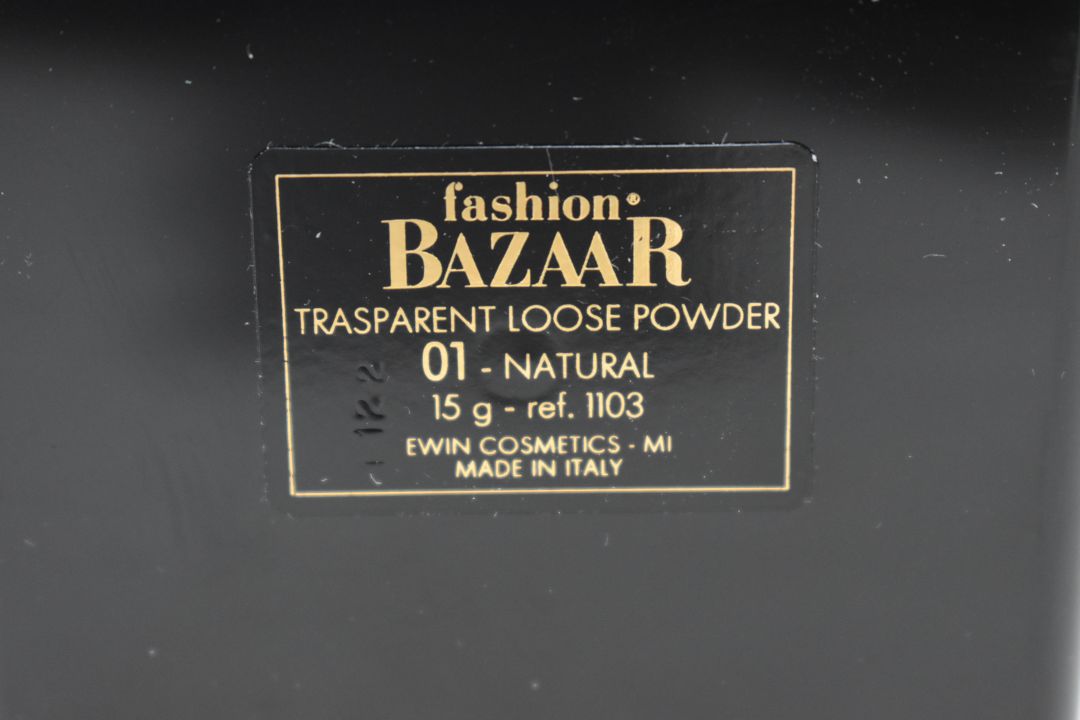 fashion®
BAZAAR
TRASPARENT LOOSE POWDER
01 - NATURAL
15 g - ref. 1103
EWIN COSMETICS - MI
MADE IN ITALY